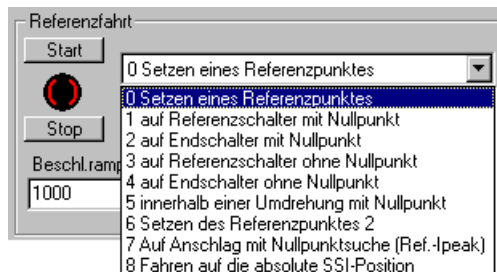 Referenzfahrt
Start
0 Setzen eines Referenzpunktes
0 Setzen eines Referenzpunktes
1 auf Referenzschalter mit Nullpunkt
Stop
2 auf Endschalter mit Nullpunkt
3 auf Referenzschalter ohne Nullpunkt
Beschl.ramp
4 auf Endschalter ohne Nullpunkt
1000
5 innerhalb einer Umdrehung mit Nullpunkt
6 Setzen des Referenzpunktes 2
7 Auf Anschlag mit Nullpunktsuche (Ref.-Ipeak)
8 Fahren auf die absolute SSI-Position